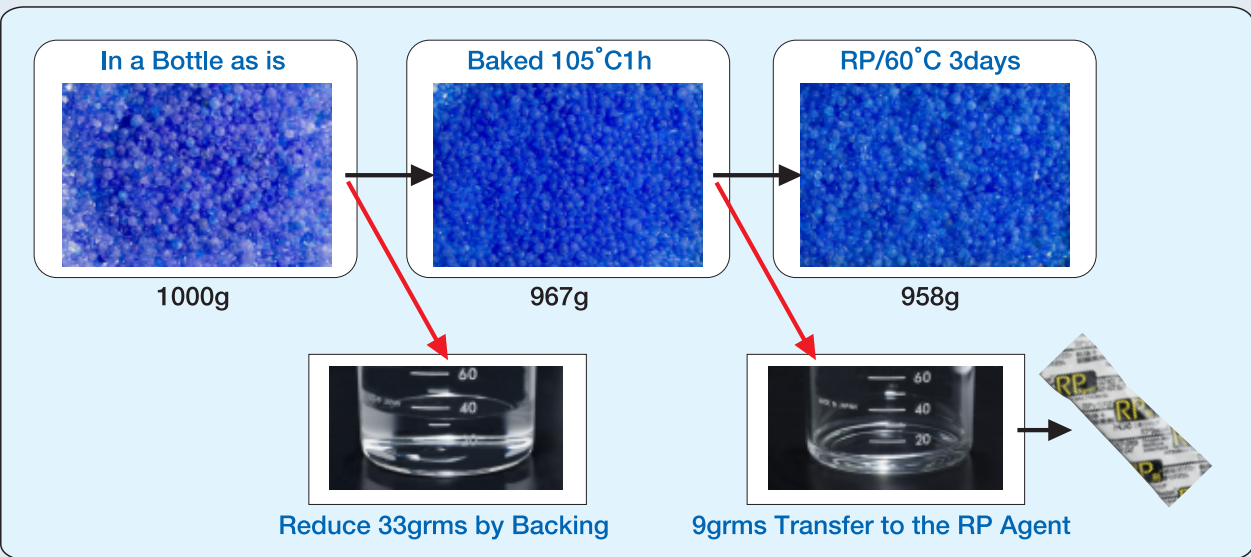 In a Bottle as is
Baked 105˚C1h
RP/60˚C 3days
1000g
967g
958g
60
40
60
40
20
RP
RP
Reduce 33grms by Backing
9grms Transfer to the RP Agent